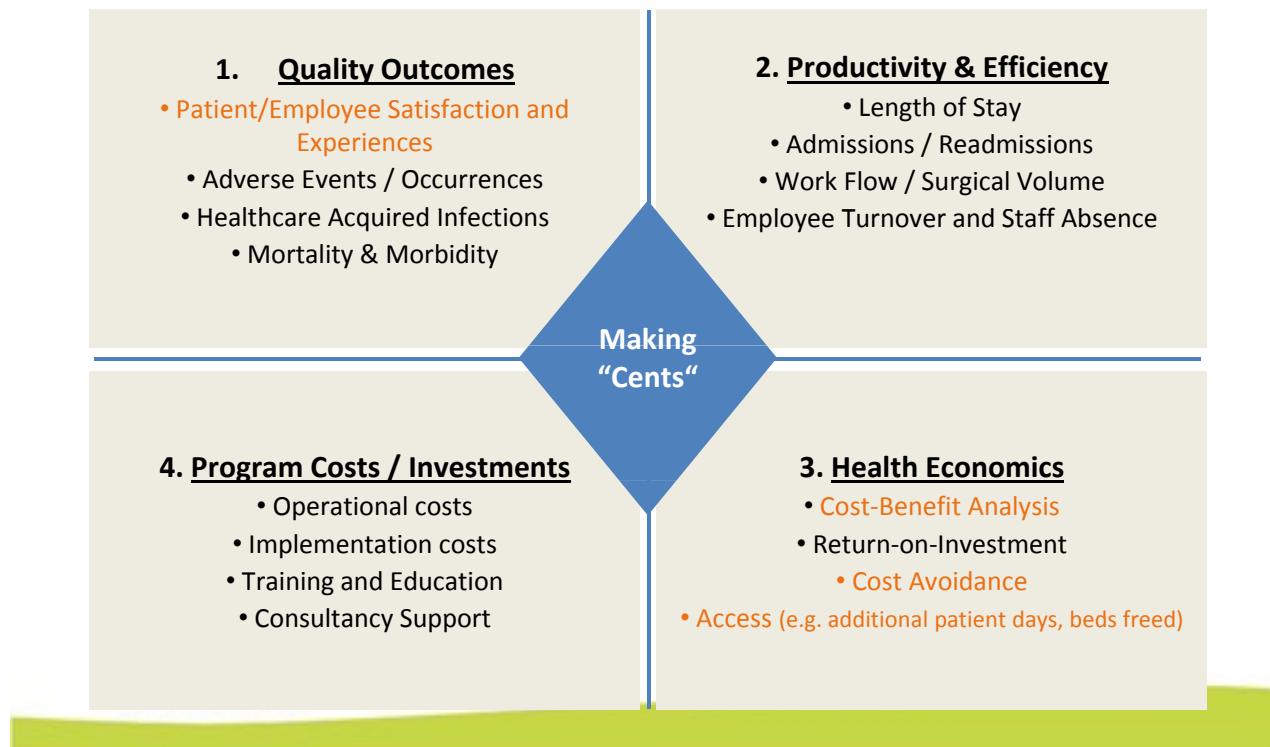 1. Quality Outcomes
• Patient/Employee Satisfaction and
Experiences
• Adverse Events / Occurrences
• Healthcare Acquired Infections
• Mortality & Morbidity
2. Productivity & Efficiency
• Length of Stay
• Admissions / Readmissions
• Work Flow / Surgical Volume
• Employee Turnover and Staff Absence
Making
“Cents“
4. Program Costs / Investments
• Operational costs
• Implementation costs
• Training and Education
• Consultancy Support
3. Health Economics
• Cost-Benefit Analysis
• Return-on-Investment
• Cost Avoidance
• Access (e.g. additional patient days, beds freed)